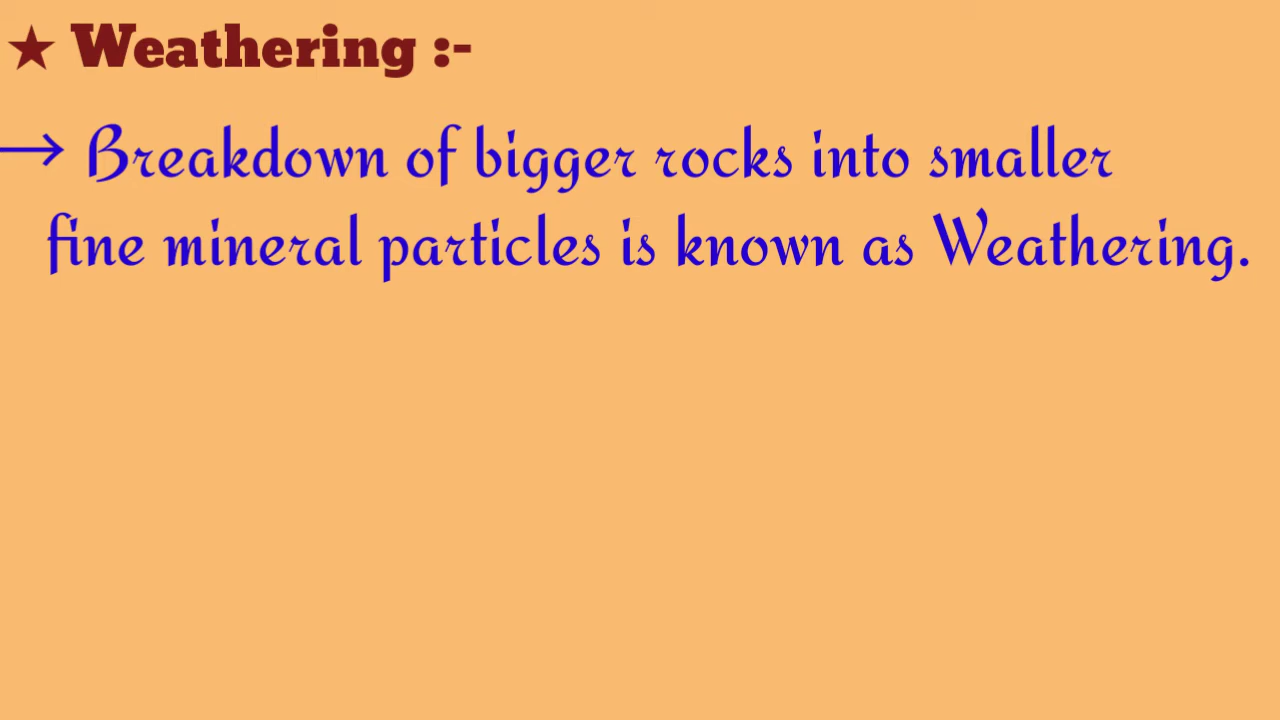 ★ Weathering :-
→ Breakdown of bigger rocks into smaller
fine mineral particles is known as Weathering.